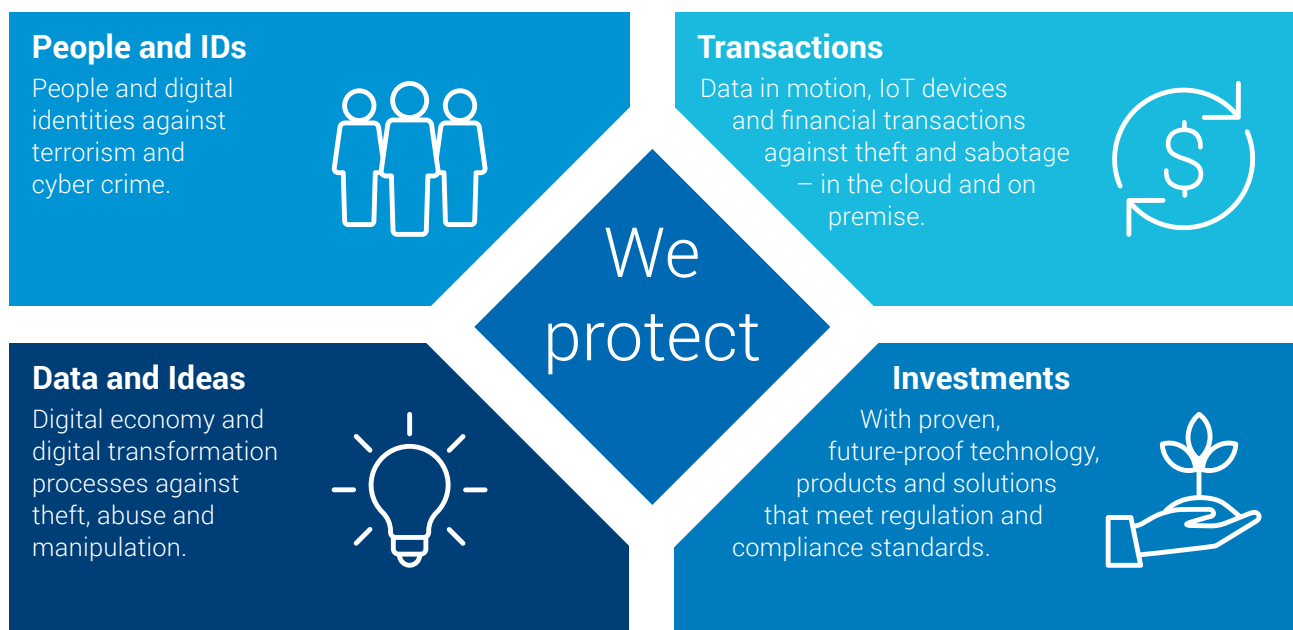 People and IDs
People and digital
identities against
terrorism and
cyber crime.
Transactions
Data in motion, IoT devices
and financial transactions
against theft and sabotage
– in the cloud and on
premise.
We
protect
Data and Ideas
Digital economy and
digital transformation
processes against
theft, abuse and
manipulation.
Investments
With proven,
future-proof technology,
products and solutions
that meet regulation and
compliance standards.
$